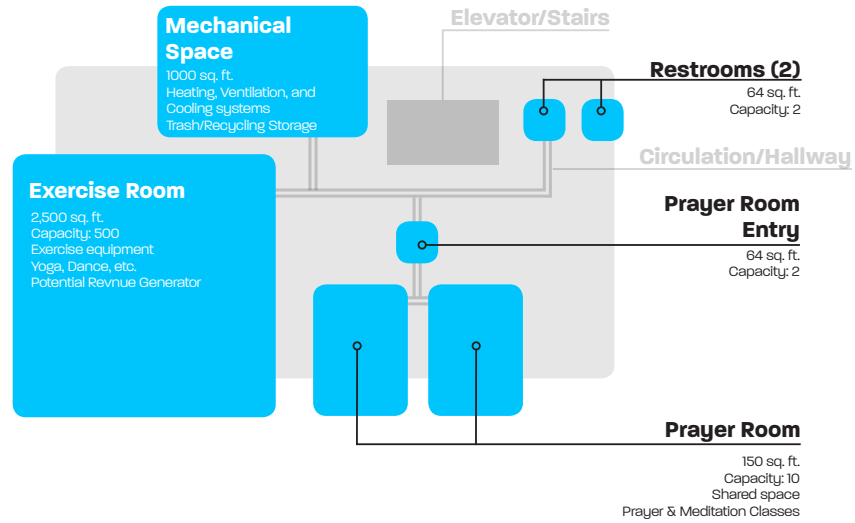 Mechanical
Space
1000 sq. ft.
Heating, Ventilation, and
Cooling systems
Trash/Recycling Storage
Elevator/Stairs
Restrooms (2)
64 sq. ft.
Capacity: 2
Circulation/Hallway
Exercise Room
2,500 sq. ft.
Capacity: 500
Exercise equipment
Yoga, Dance, etc.
Potential Revnue Generator
Prayer Room
Entry
64 sq. ft.
Capacity: 2
Prayer Room
150 sq. ft.
Capacity: 10
Shared space
Prayer & Meditation Classes